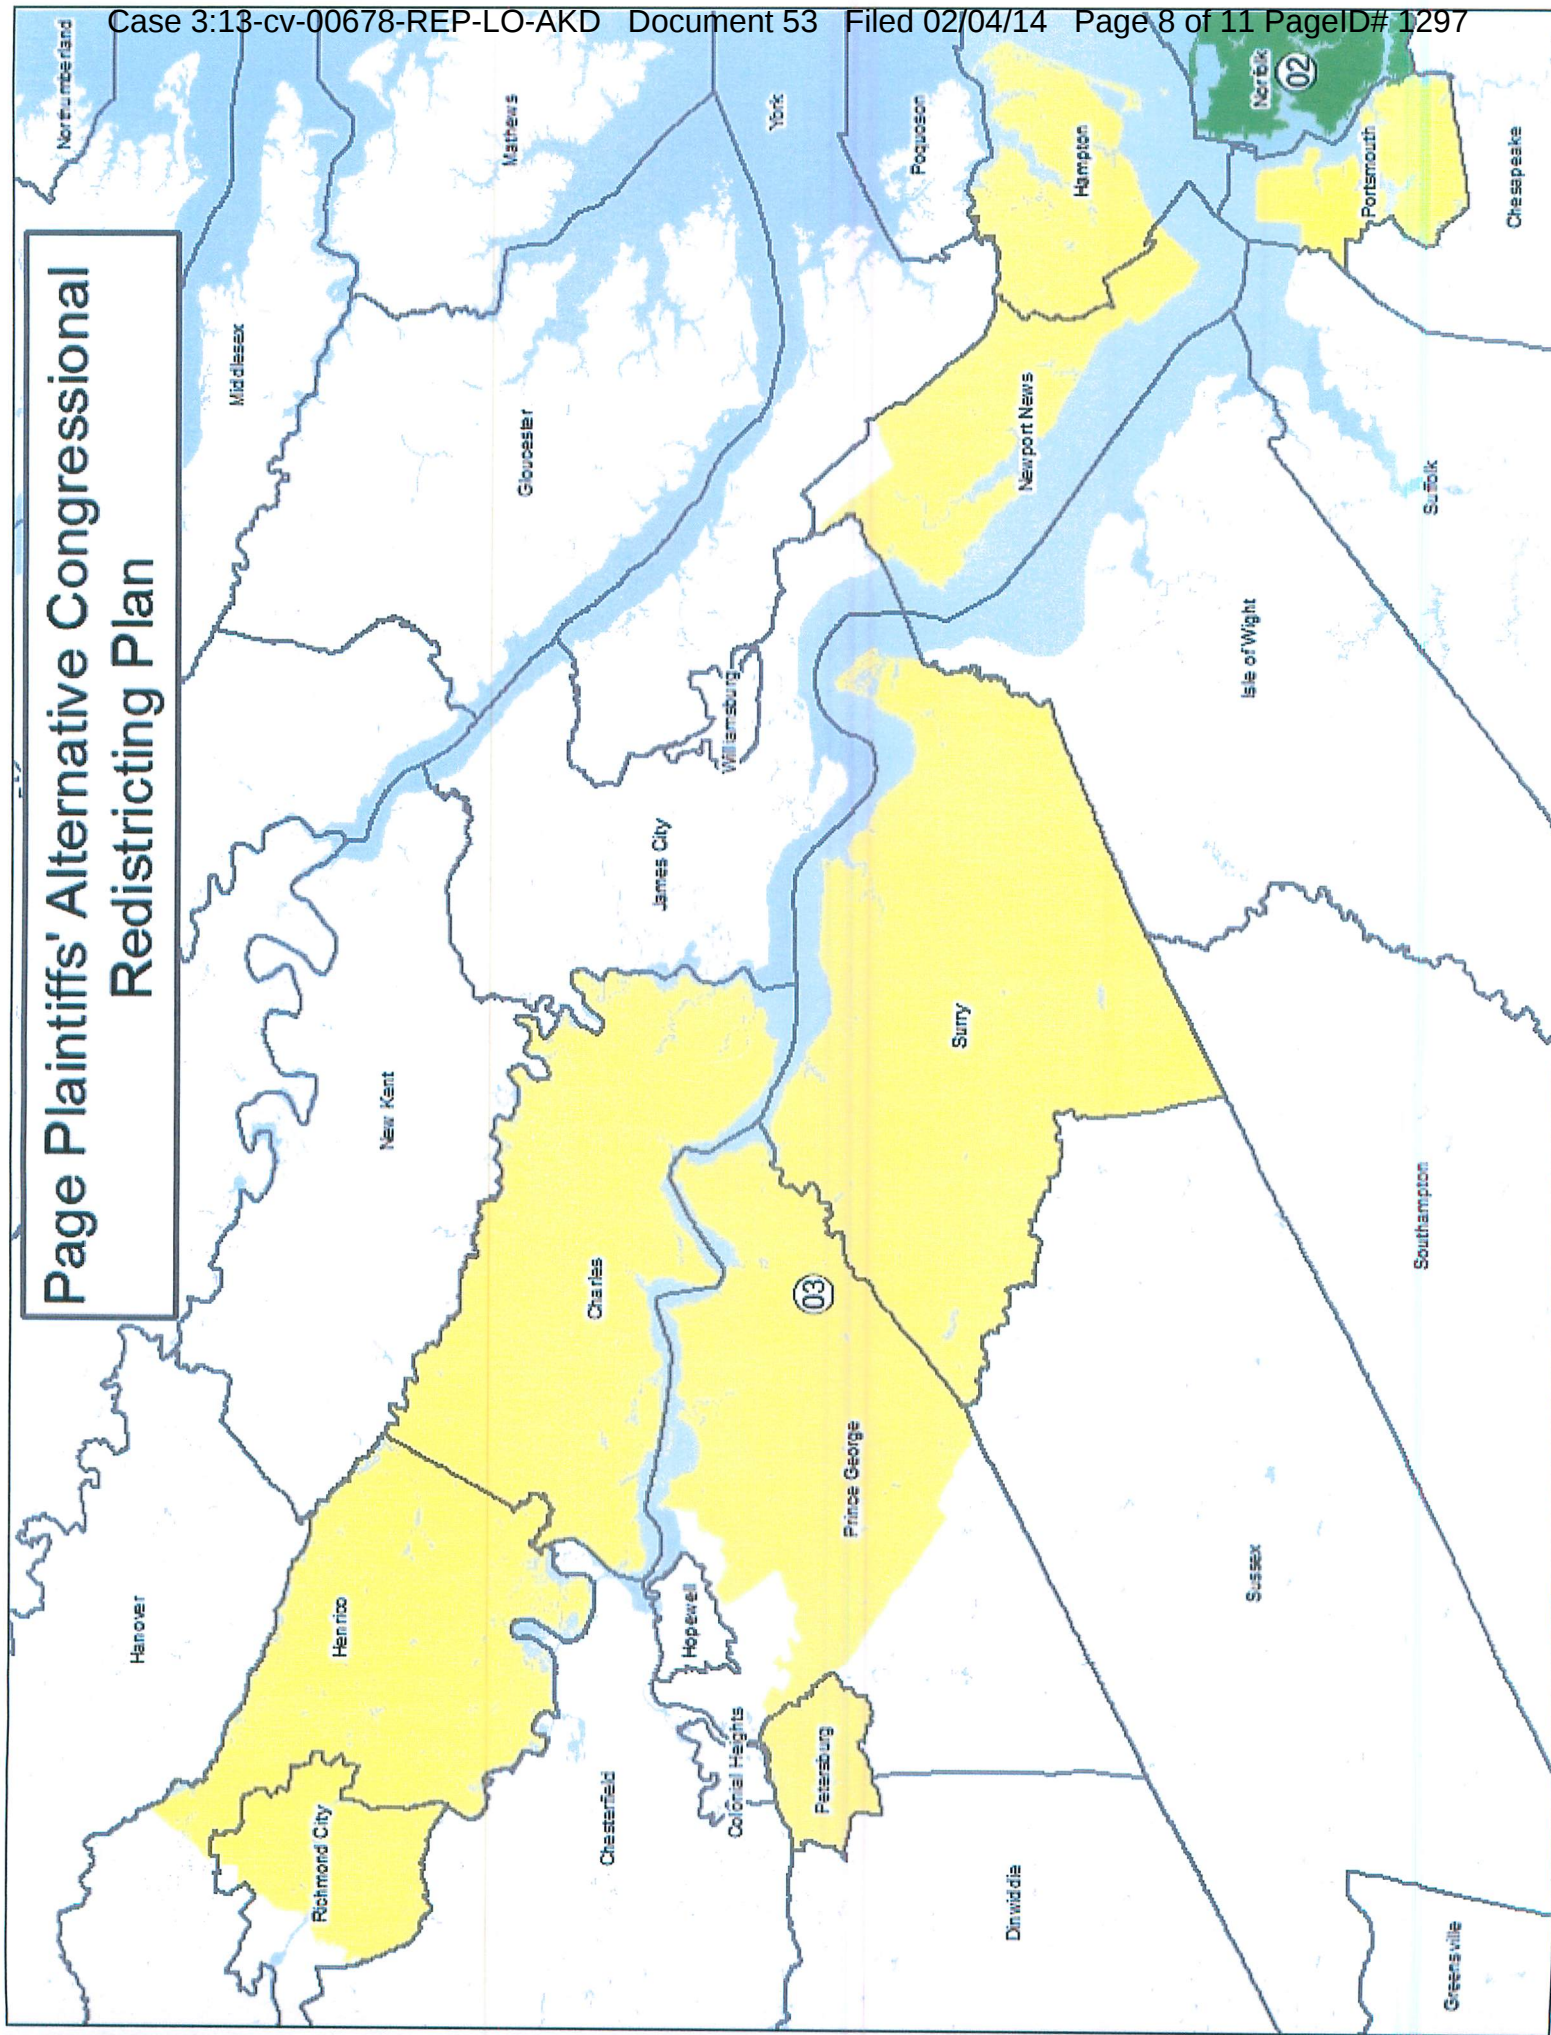 Case 3:13-cv-00678-REP-LO-AKD Document 53 Filed 02/04/14 Page 8 of 11 PageID# 1297
Page Plaintiffs' Alternative Congressional
Redistricting Plan
Northumberland
Middlesex
Mathews
Gloucester
York
Poquoson
Hampton
Norfolk
02
Portsmouth
Chesapeake
Newport News
Suffolk
Isle of Wight
Williamsburg
James City
New Kent
Surry
Charles
03
Prince George
Southampton
Sussex
Hanover
Henrico
Hopewell
Richmond City
Chesterfield
Colonial Heights
Petersburg
Dinwiddie
Greensville